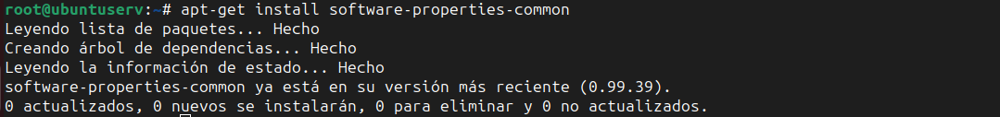 root@ubuntuserv:~# apt-get install software-properties-common
Leyendo lista de paquetes... Hecho
Creando árbol de dependencias... Hecho
Leyendo la información de estado... Hecho
software-properties-common ya está en su versión más reciente (0.99.39).
0 actualizados, 0 nuevos se instalarán, 0 para eliminar y 0 no actualizados.